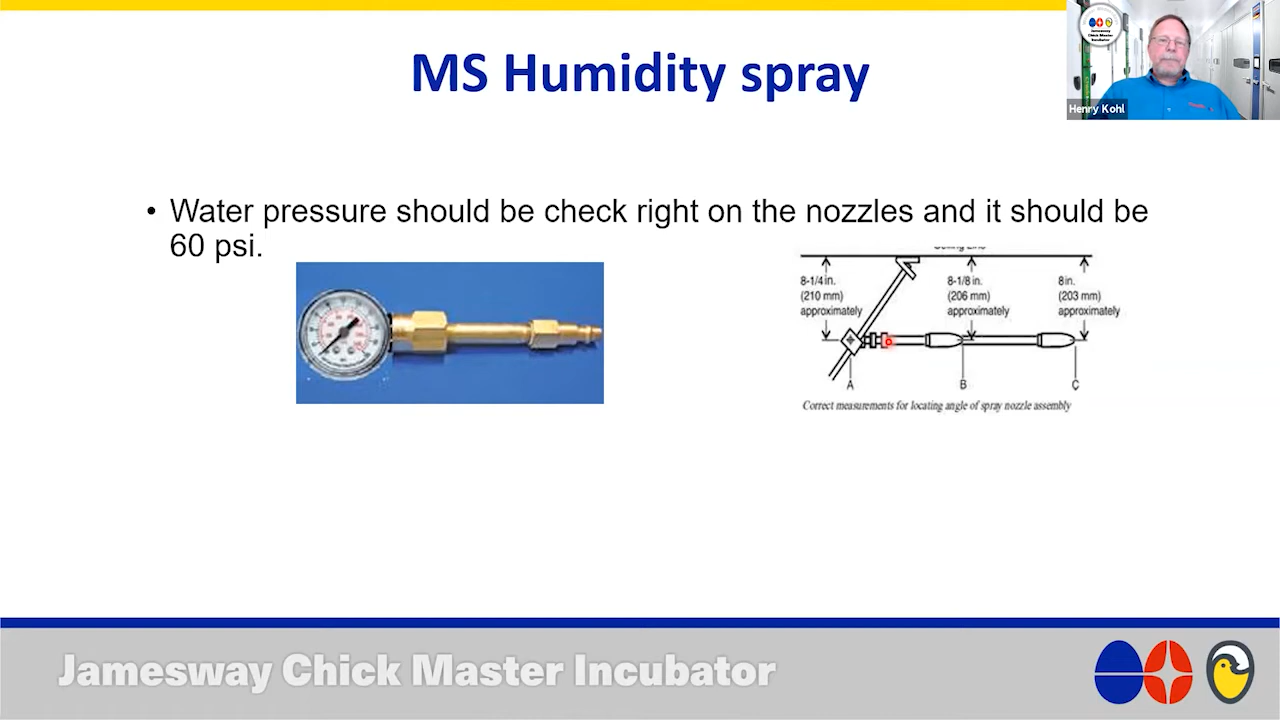 MS Humidity spray
Henry Kohl
• Water pressure should be check right on the nozzles and it should be
60 psi.
8-1/4 in.
(210 mm)
approximately
8-1/8 in.
(206 mm)
approximately
8 in.
(203 mm)
approximately
A
B
C
Correct measurements for locating angle of spray nozzle assembly
Jamesway Chick Master Incubator